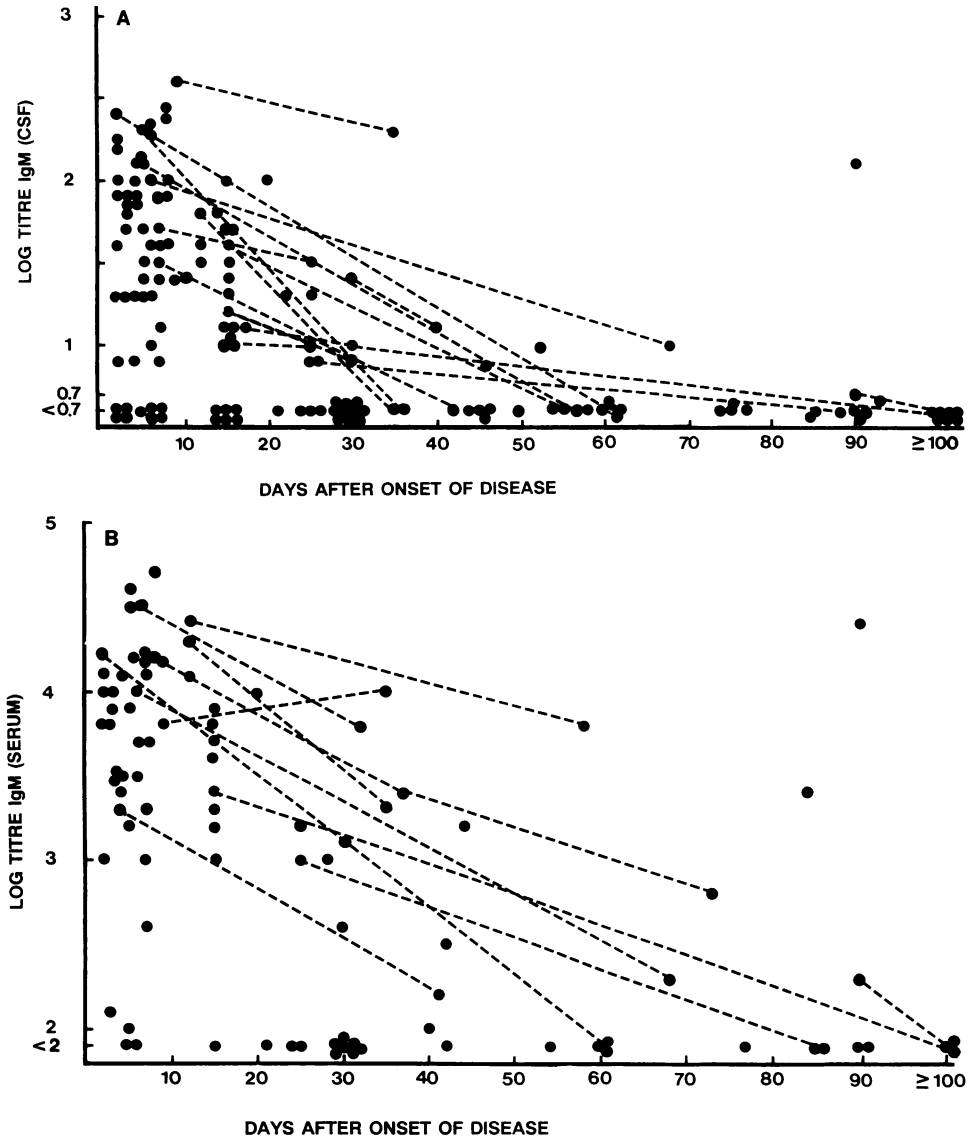 3
A
LOG TITRE IgM (CSF)
2
1
0.7
<0.7
10 20 30 40 50 60 70 80 90 ≥100
DAYS AFTER ONSET OF DISEASE
5
B
LOG TITRE IgM (SERUM)
4
3
2
<2
10 20 30 40 50 60 70 80 90 ≥100
DAYS AFTER ONSET OF DISEASE